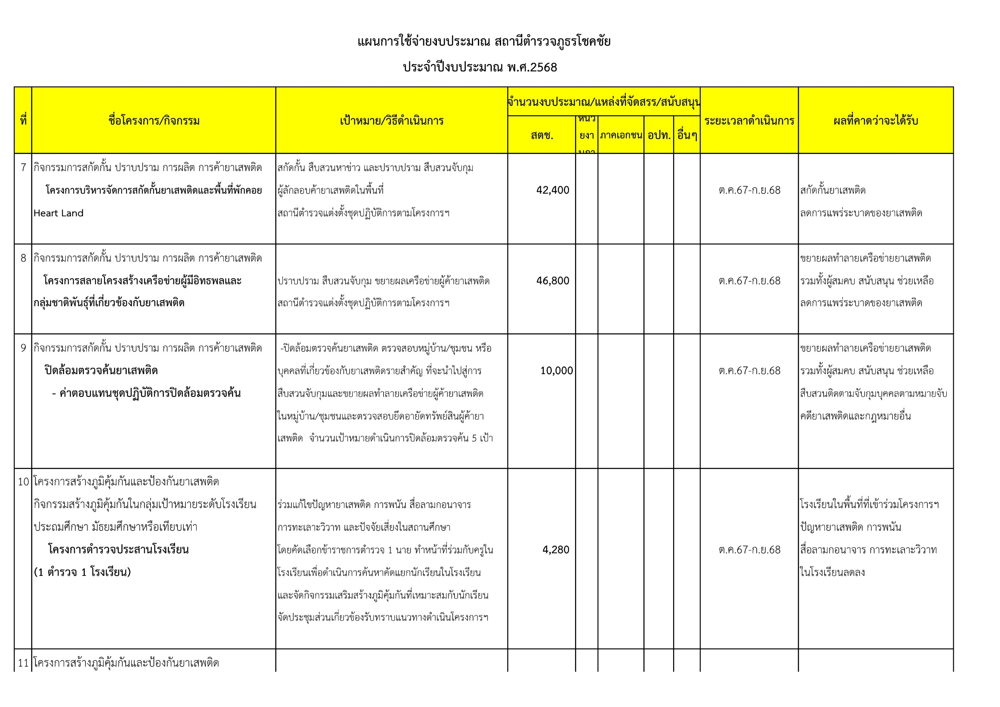 แผนการใช้จ่ายงบประมาณ สถานีตำรวจภูธรโชคชัย
ประจำปีงบประมาณ พ.ศ.2568
ที่
ชื่อโครงการ/กิจกรรม
เป้าหมาย/วิธีดำเนินการ
จำนวนงบประมาณ/แหล่งที่จัดสรร/สนับสนุน
สตช.
หน่ว
ยงา
ภาคเอกชน
อปท.
อื่นๆ
ระยะเวลาดำเนินการ
ผลที่คาดว่าจะได้รับ
7
กิจกรรมการสกัดกั้น ปราบปราม การผลิต การค้ายาเสพติด
โครงการบริหารจัดการสกัดกั้นยาเสพติดและพื้นที่พักคอย
Heart Land
สกัดกั้น สืบสวนหาข่าว และปราบปราม สืบสวนจับกุม
ผู้ลักลอบค้ายาเสพติดในพื้นที่
สถานีตำรวจแต่งตั้งชุดปฏิบัติการตามโครงการฯ
42,400
ต.ค.67-ก.ย.68
สกัดกั้นยาเสพติด
ลดการแพร่ระบาดของยาเสพติด
8
กิจกรรมการสกัดกั้น ปราบปราม การผลิต การค้ายาเสพติด
โครงการสลายโครงสร้างเครือข่ายผู้มีอิทธพลและ
กลุ่มชาติพันธุ์ที่เกี่ยวข้องกับยาเสพติด
ปราบปราม สืบสวนจับกุม ขยายผลเครือข่ายผู้ค้ายาเสพติด
สถานีตำรวจแต่งตั้งชุดปฏิบัติการตามโครงการฯ
46,800
ต.ค.67-ก.ย.68
ขยายผลทำลายเครือข่ายยาเสพติด
รวมทั้งผู้สมคบ สนับสนุน ช่วยเหลือ
ลดการแพร่ระบาดของยาเสพติด
9
กิจกรรมการสกัดกั้น ปราบปราม การผลิต การค้ายาเสพติด
ปิดล้อมตรวจค้นยาเสพติด
- ค่าตอบแทนชุดปฏิบัติการปิดล้อมตรวจค้น
-ปิดล้อมตรวจค้นยาเสพติด ตรวจสอบหมู่บ้าน/ชุมชน หรือ
บุคคลที่เกี่ยวข้องกับยาเสพติดรายสำคัญ ที่จะนำไปสู่การ
สืบสวนจับกุมและขยายผลทำลายเครือข่ายผู้ค้ายาเสพติด
ในหมู่บ้าน/ชุมชนและตรวจสอบยึดอายัดทรัพย์สินผู้ค้ายา
เสพติด จำนวนเป้าหมายดำเนินการปิดล้อมตรวจค้น 5 เป้า
10,000
ต.ค.67-ก.ย.68
ขยายผลทำลายเครือข่ายยาเสพติด
รวมทั้งผู้สมคบ สนับสนุน ช่วยเหลือ
สืบสวนติดตามจับกุมบุคคลตามหมายจับ
คดียาเสพติดและกฎหมายอื่น
10
โครงการสร้างภูมิคุ้มกันและป้องกันยาเสพติด
กิจกรรมสร้างภูมิคุ้มกันในกลุ่มเป้าหมายระดับโรงเรียน
ประถมศึกษา มัธยมศึกษาหรือเทียบเท่า
โครงการตำรวจประสานโรงเรียน
(1 ตำรวจ 1 โรงเรียน)
ร่วมแก้ไขปัญหายาเสพติด การพนัน สื่อลามกอนาจาร
การทะเลาะวิวาท และปัจจัยเสี่ยงในสถานศึกษา
โดยคัดเลือกข้าราชการตำรวจ 1 นาย ทำหน้าที่ร่วมกับครูใน
โรงเรียนเพื่อดำเนินการค้นหาคัดแยกนักเรียนในโรงเรียน
และจัดกิจกรรมเสริมสร้างภูมิคุ้มกันที่เหมาะสมกับนักเรียน
จัดประชุมส่วนเกี่ยวข้องรับทราบแนวทางดำเนินโครงการฯ
4,280
ต.ค.67-ก.ย.68
โรงเรียนในพื้นที่ที่เข้าร่วมโครงการฯ
ปัญหายาเสพติด การพนัน
สื่อลามกอนาจาร การทะเลาะวิวาท
ในโรงเรียนลดลง
11
โครงการสร้างภูมิคุ้มกันและป้องกันยาเสพติด